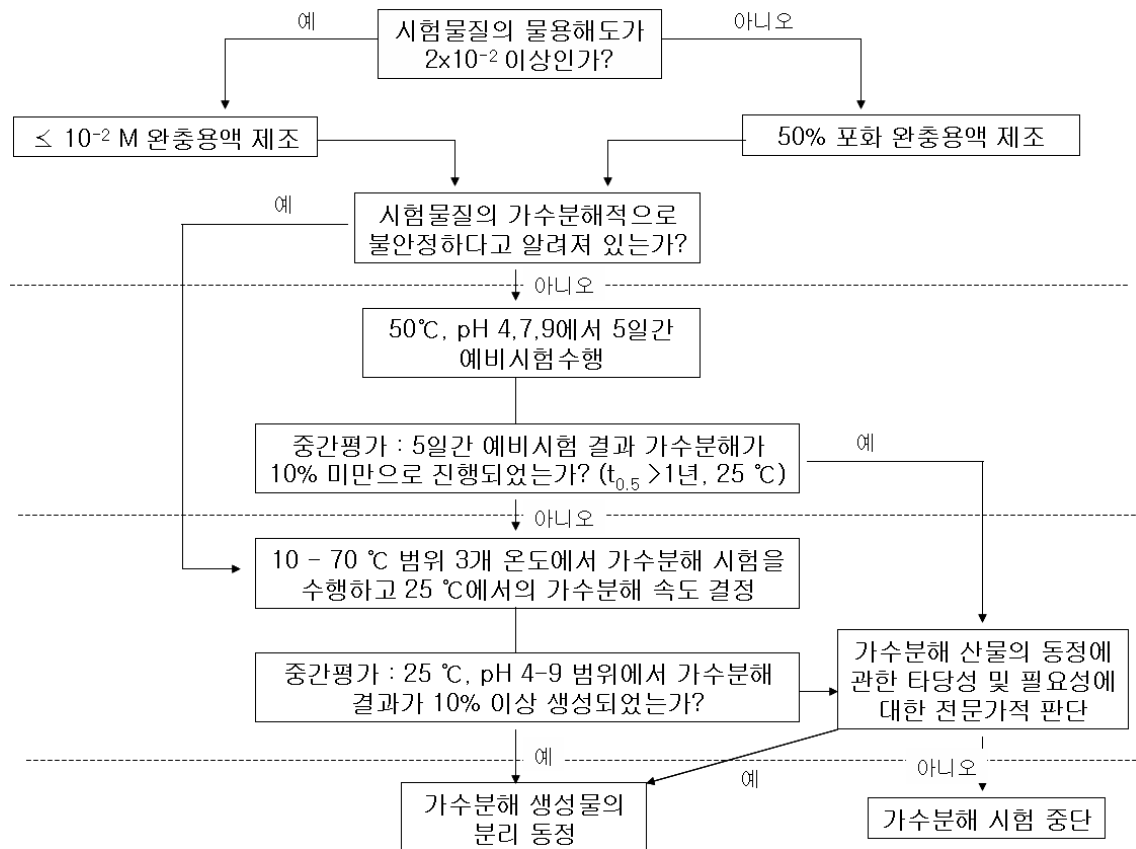 예
아니오
시험물질의 물용해도가
2x10⁻² 이상인가?
≤ 10⁻² M 완충용액 제조
50% 포화 완충용액 제조
예
시험물질의 가수분해적으로
불안정하다고 알려져 있는가?
아니오
50℃, pH 4,7,9에서 5일간
예비시험수행
중간평가 : 5일간 예비시험 결과 가수분해가
10% 미만으로 진행되었는가? (t₀.₅ >1년, 25 ℃)
예
아니오
10 – 70 ℃ 범위 3개 온도에서 가수분해 시험을
수행하고 25 ℃에서의 가수분해 속도 결정
중간평가 : 25 ℃, pH 4-9 범위에서 가수분해
결과가 10% 이상 생성되었는가?
가수분해 산물의 동정에
관한 타당성 및 필요성에
대한 전문가적 판단
예
예
아니오
가수분해 생성물의
분리 동정
가수분해 시험 중단